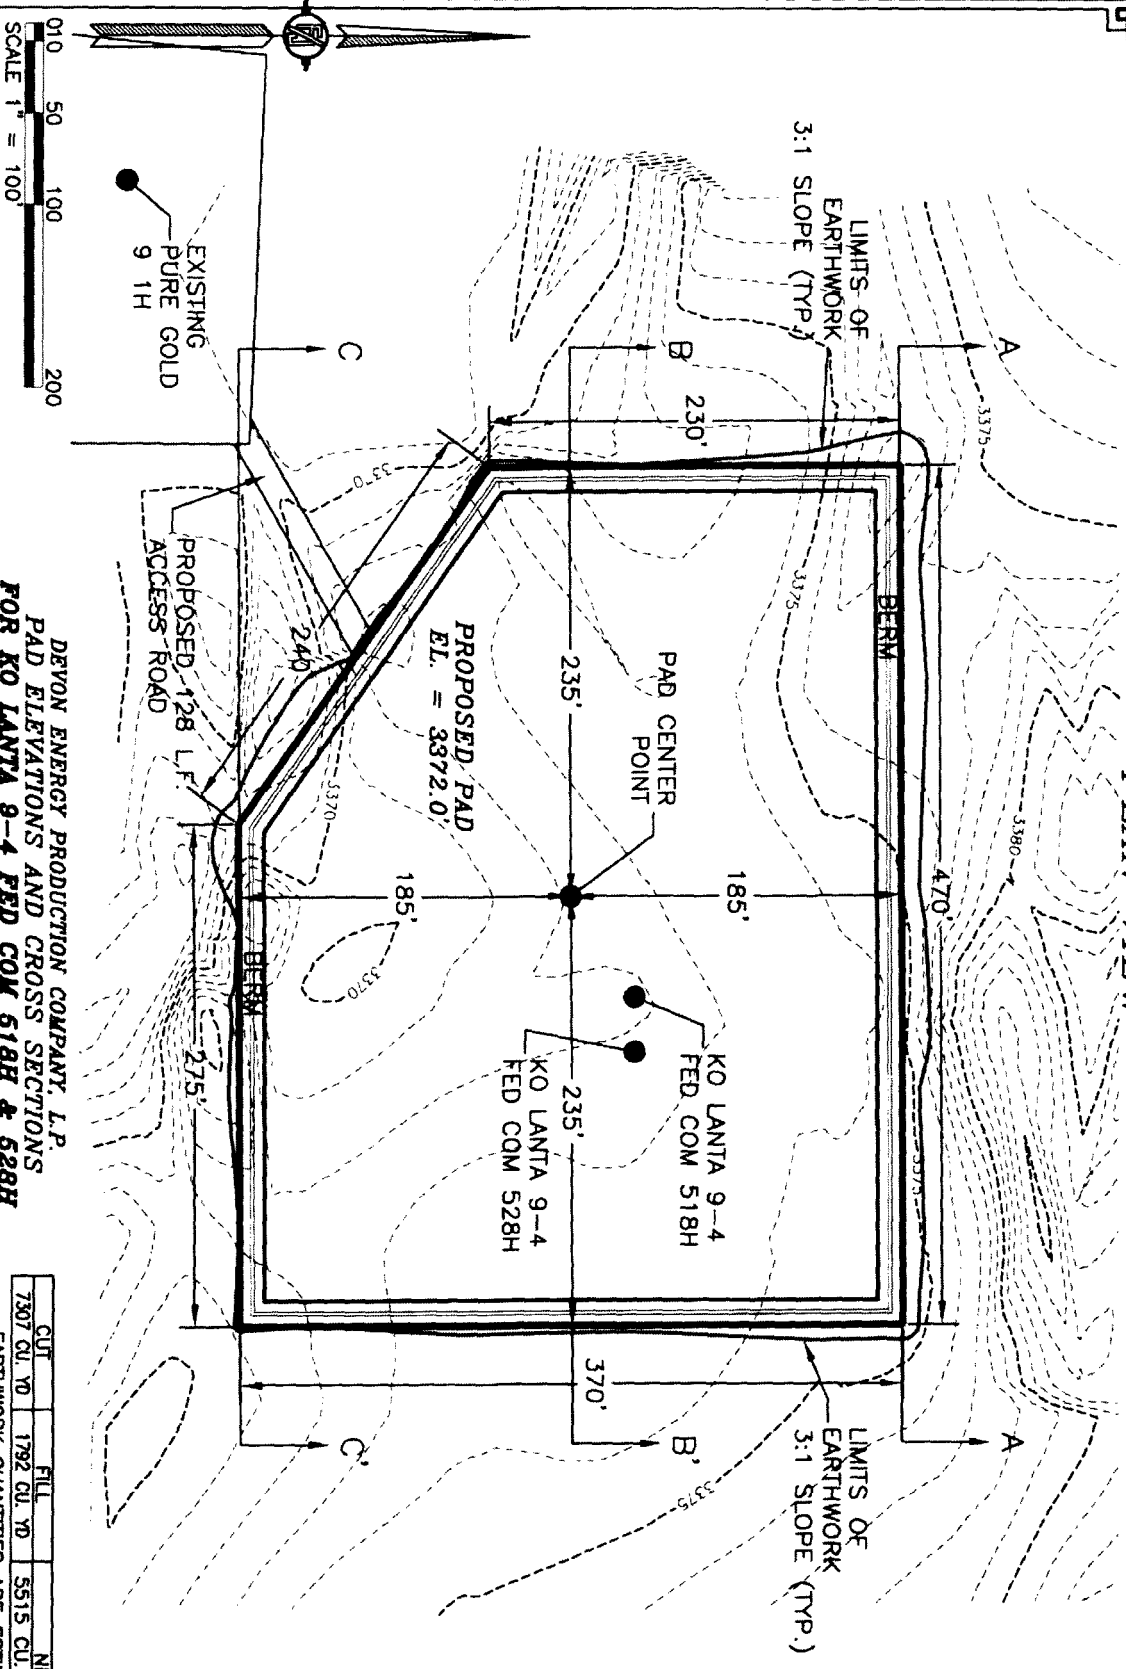 A
A
LIMITS OF
EARTHWORK
3:1 SLOPE (TYP.)
LIMITS OF
EARTHWORK
3:1 SLOPE (TYP.)
3375
3380
470'
3375
3375
BERM
230'
B
B'
185'
PAD CENTER
POINT
KO LANTA 9-4
FED COM 518H
KO LANTA 9-4
FED COM 528H
235'
235'
370'
3375
PROPOSED PAD
EL. = 3372.0'
185'
3370
3370
3370
240
BERM
C
C'
275'
PROPOSED 128 L.F.
ACCESS ROAD
EXISTING
PURE GOLD
9 1H
010 50 100 200
SCALE 1" = 100'
DEVON ENERGY PRODUCTION COMPANY, L.P.
PAD ELEVATIONS AND CROSS SECTIONS
FOR KO LANTA 9-4 FED COM 518H & 528H
CUT FILL
7307 CU. YD 1792 CU. YD 5515 CU.